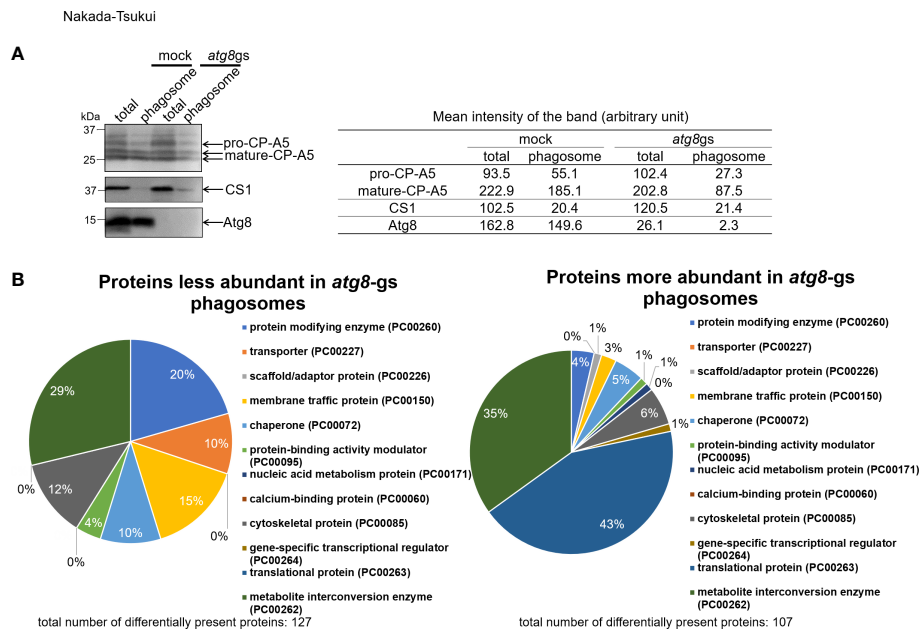 Nakada-Tsukui
A
mock
atg8gs
total
phagosome
total
phagosome
kDa
37
25
pro-CP-A5
mature-CP-A5
37
CS1
15
Atg8
Mean intensity of the band (arbitrary unit)
mock atg8gs
total phagosome total phagosome
pro-CP-A5 93.5 55.1 102.4 27.3
mature-CP-A5 222.9 185.1 202.8 87.5
CS1 102.5 20.4 120.5 21.4
Atg8 162.8 149.6 26.1 2.3
B
Proteins less abundant in atg8-gs
phagosomes
20%
10%
0%
15%
10%
4%
0%
12%
0%
29%
protein modifying enzyme (PC00260)
transporter (PC00227)
scaffold/adaptor protein (PC00226)
membrane traffic protein (PC00150)
chaperone (PC00072)
protein-binding activity modulator
(PC00095)
nucleic acid metabolism protein (PC00171)
calcium-binding protein (PC00060)
cytoskeletal protein (PC00085)
gene-specific transcriptional regulator
(PC00264)
translational protein (PC00263)
metabolite interconversion enzyme
(PC00262)
total number of differentially present proteins: 127
Proteins more abundant in atg8-gs
phagosomes
4%
0%
1%
3%
5%
1%
1%
0%
6%
1%
43%
35%
protein modifying enzyme (PC00260)
transporter (PC00227)
scaffold/adaptor protein (PC00226)
membrane traffic protein (PC00150)
chaperone (PC00072)
protein-binding activity modulator
(PC00095)
nucleic acid metabolism protein (PC00171)
calcium-binding protein (PC00060)
cytoskeletal protein (PC00085)
gene-specific transcriptional regulator
(PC00264)
translational protein (PC00263)
metabolite interconversion enzyme
(PC00262)
total number of differentially present proteins: 107